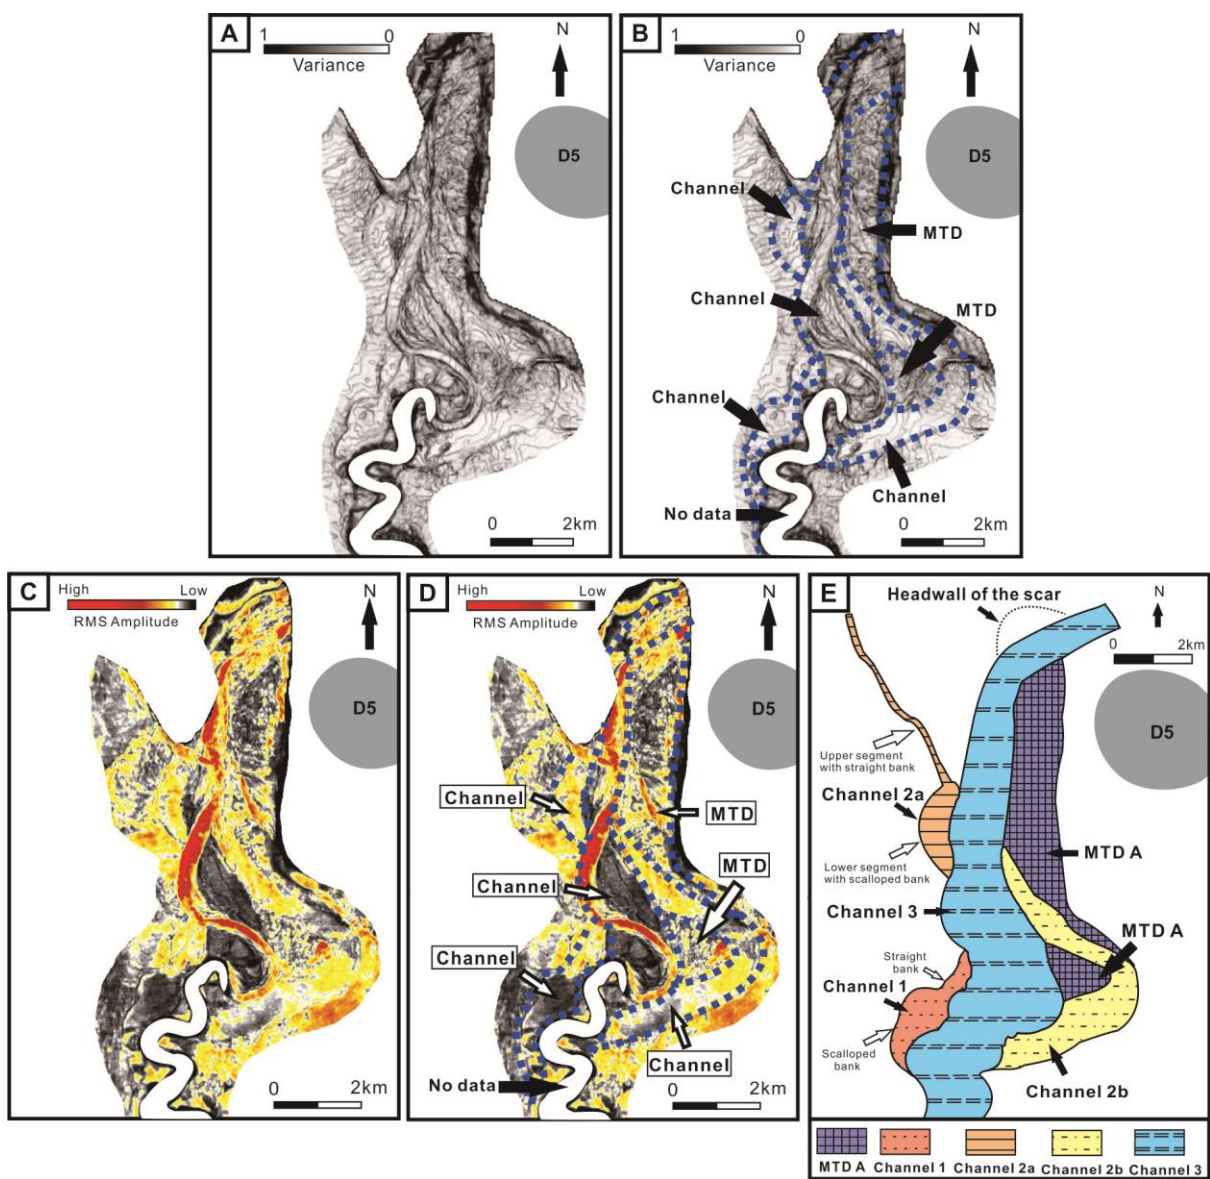 A
1
0
Variance
N
D5
B
1
0
Variance
N
D5
Channel
MTD
Channel
MTD
Channel
Channel
No data
0
2km
0
2km
C
High
Low
RMS Amplitude
N
D5
0
2km
D
High
Low
RMS Amplitude
N
D5
Channel
MTD
MTD
Channel
Channel
Channel
No data
0
2km
E
Headwall of the scar
N
0
2km
D5
Upper segment
with straight bank
Channel 2a
MTD A
Lower segment
with scalloped bank
Channel 3
MTD A
Straight
bank
Channel 1
Scalloped
bank
Channel 2b
MTD A
Channel 1
Channel 2a
Channel 2b
Channel 3